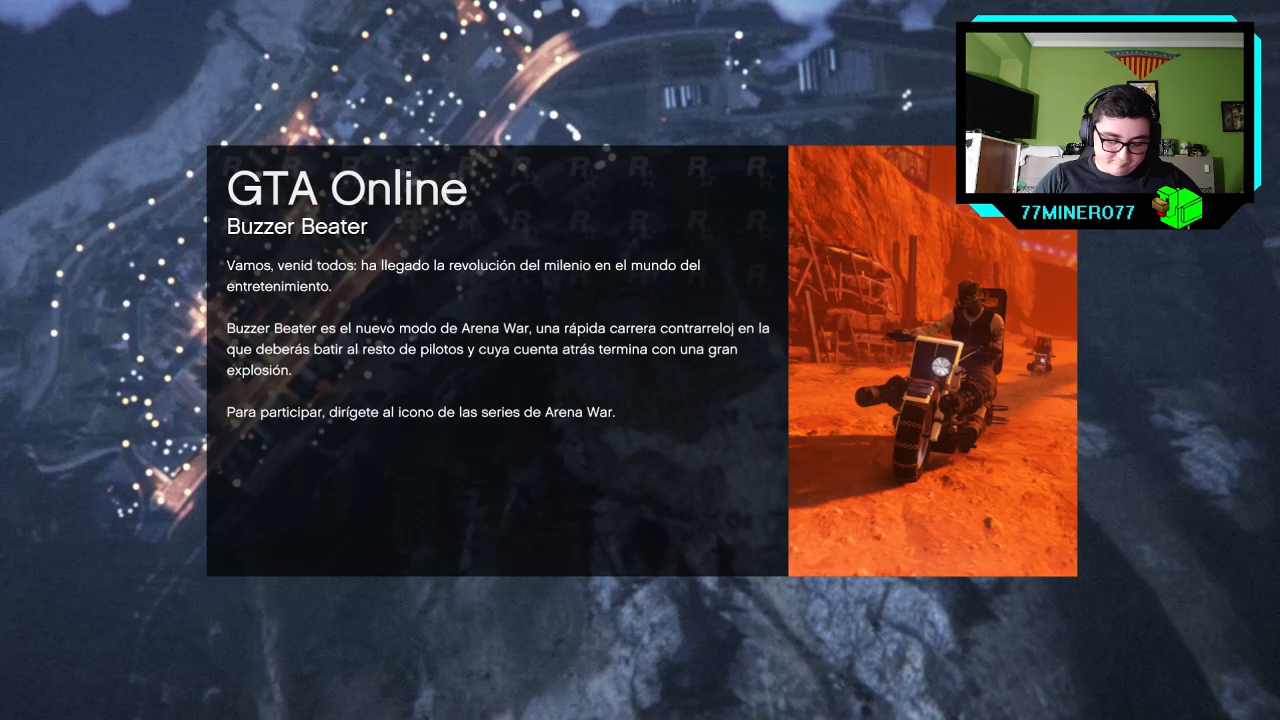 GTA Online
Buzzer Beater
Vamos, venid todos: ha llegado la revolución del milenio en el mundo del
entretenimiento.
Buzzer Beater es el nuevo modo de Arena War, una rápida carrera contrarreloj en la
que deberás batir al resto de pilotos y cuya cuenta atrás termina con una gran
explosión.
Para participar, dirígete al icono de las series de Arena War.
77MINERO77